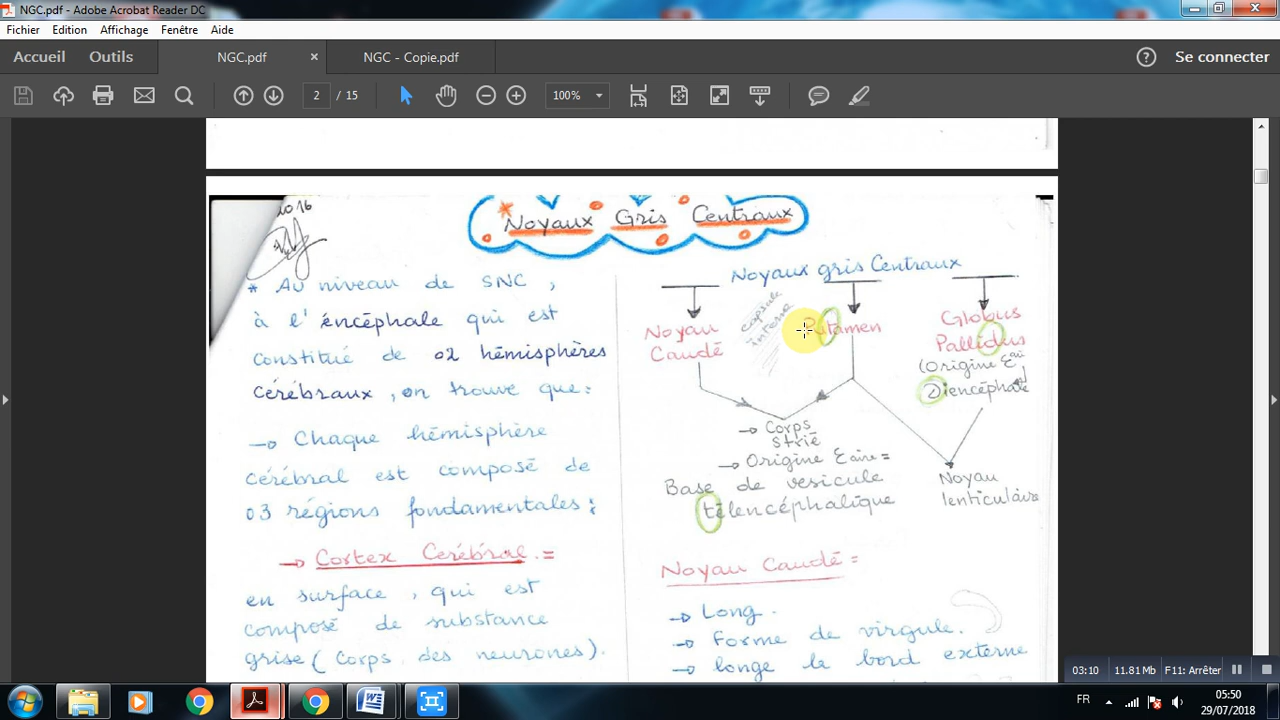 NGC.pdf - Adobe Acrobat Reader DC
Fichier Edition Affichage Fenêtre Aide
Accueil Outils NGC.pdf × NGC - Copie.pdf ? Se connecter
2 / 15 100%
2016
* Noyaux Gris Centraux
* Au niveau de SNC,
à l'encéphale qui est
constitué de 02 hémisphères
cérébraux, on trouve que:
→ Chaque hémisphère
cérébral est composé de
03 régions fondamentales:
→ Cortex Cérébral =
en surface, qui est
composé de substance
grise (Corps des neurones).
Noyaux gris Centraux
Noyau
Caudé
capsule
interne
Putamen
Globus
Pallidus
(Origine Eai
Diencéphale
→ Corps
strié
→ Origine Eaire =
Base de vesicule
télencéphalique
Noyau
lenticulaire
Noyau Caudé =
→ Long.
→ Forme de virgule.
→ longe le bord externe
03:10 11.81 Mb F11: Arrêter
FR 05:50
29/07/2018